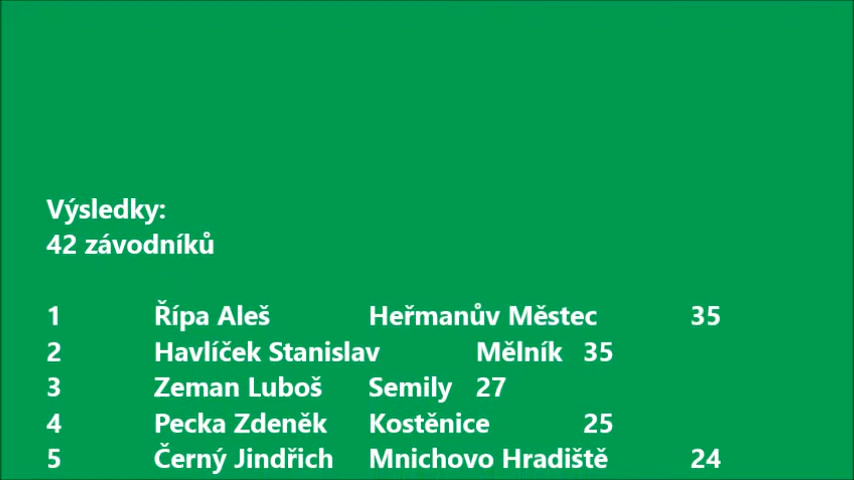 Výsledky:
42 závodníků
1 Řípa Aleš Heřmanův Městec 35
2 Havlíček Stanislav Mělník 35
3 Zeman Luboš Semily 27
4 Pecka Zdeněk Kostěnice 25
5 Černý Jindřich Mnichovo Hradiště 24